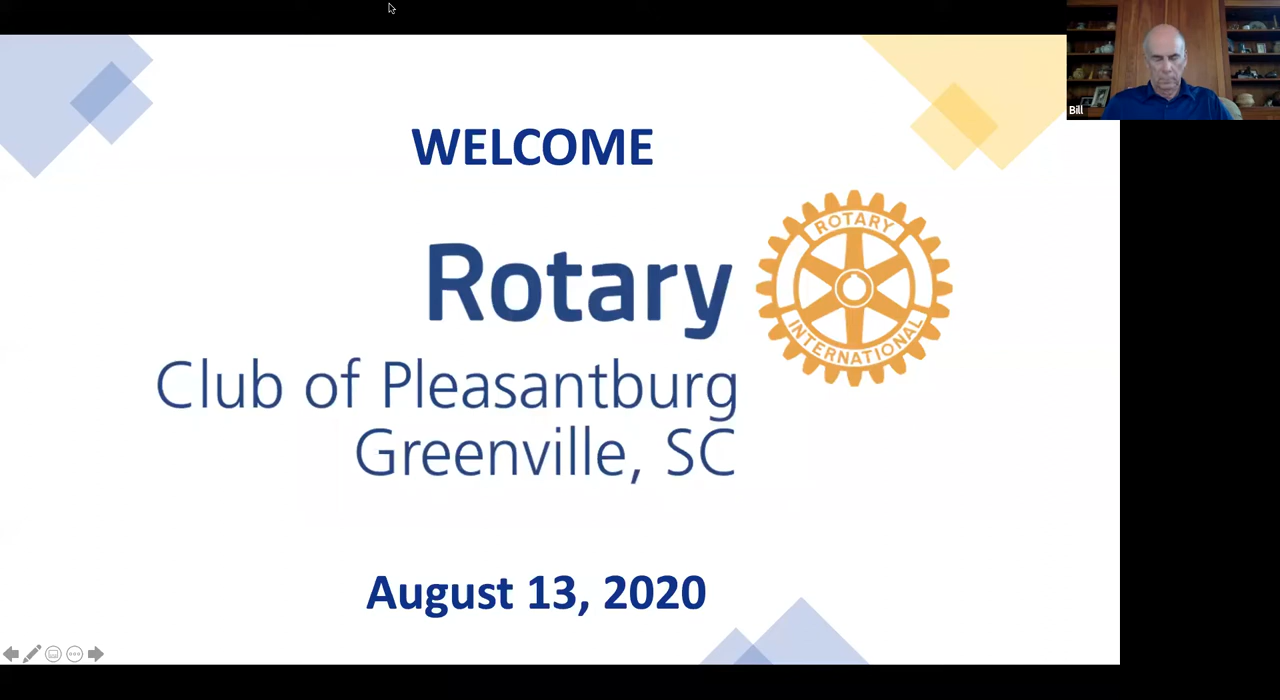 Bill
WELCOME
Rotary
ROTARY
INTERNATIONAL
Club of Pleasantburg
Greenville, SC
August 13, 2020